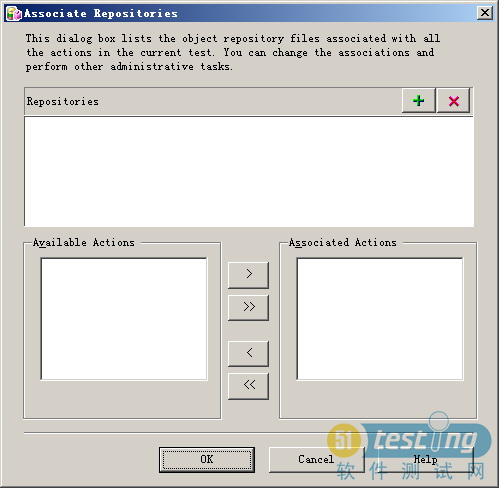 Associate Repositories
This dialog box lists the object repository files associated with all
the actions in the current test. You can change the associations and
perform other administrative tasks.
Repositories
Available Actions
Associated Actions
>
>>
<
<<
51 testing
软件测试网
OK
Cancel
Help